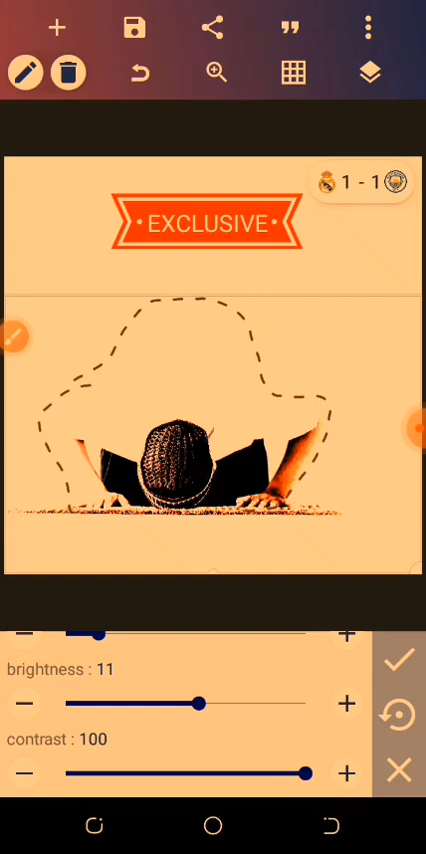 1 - 1
• EXCLUSIVE •
brightness : 11
contrast : 100